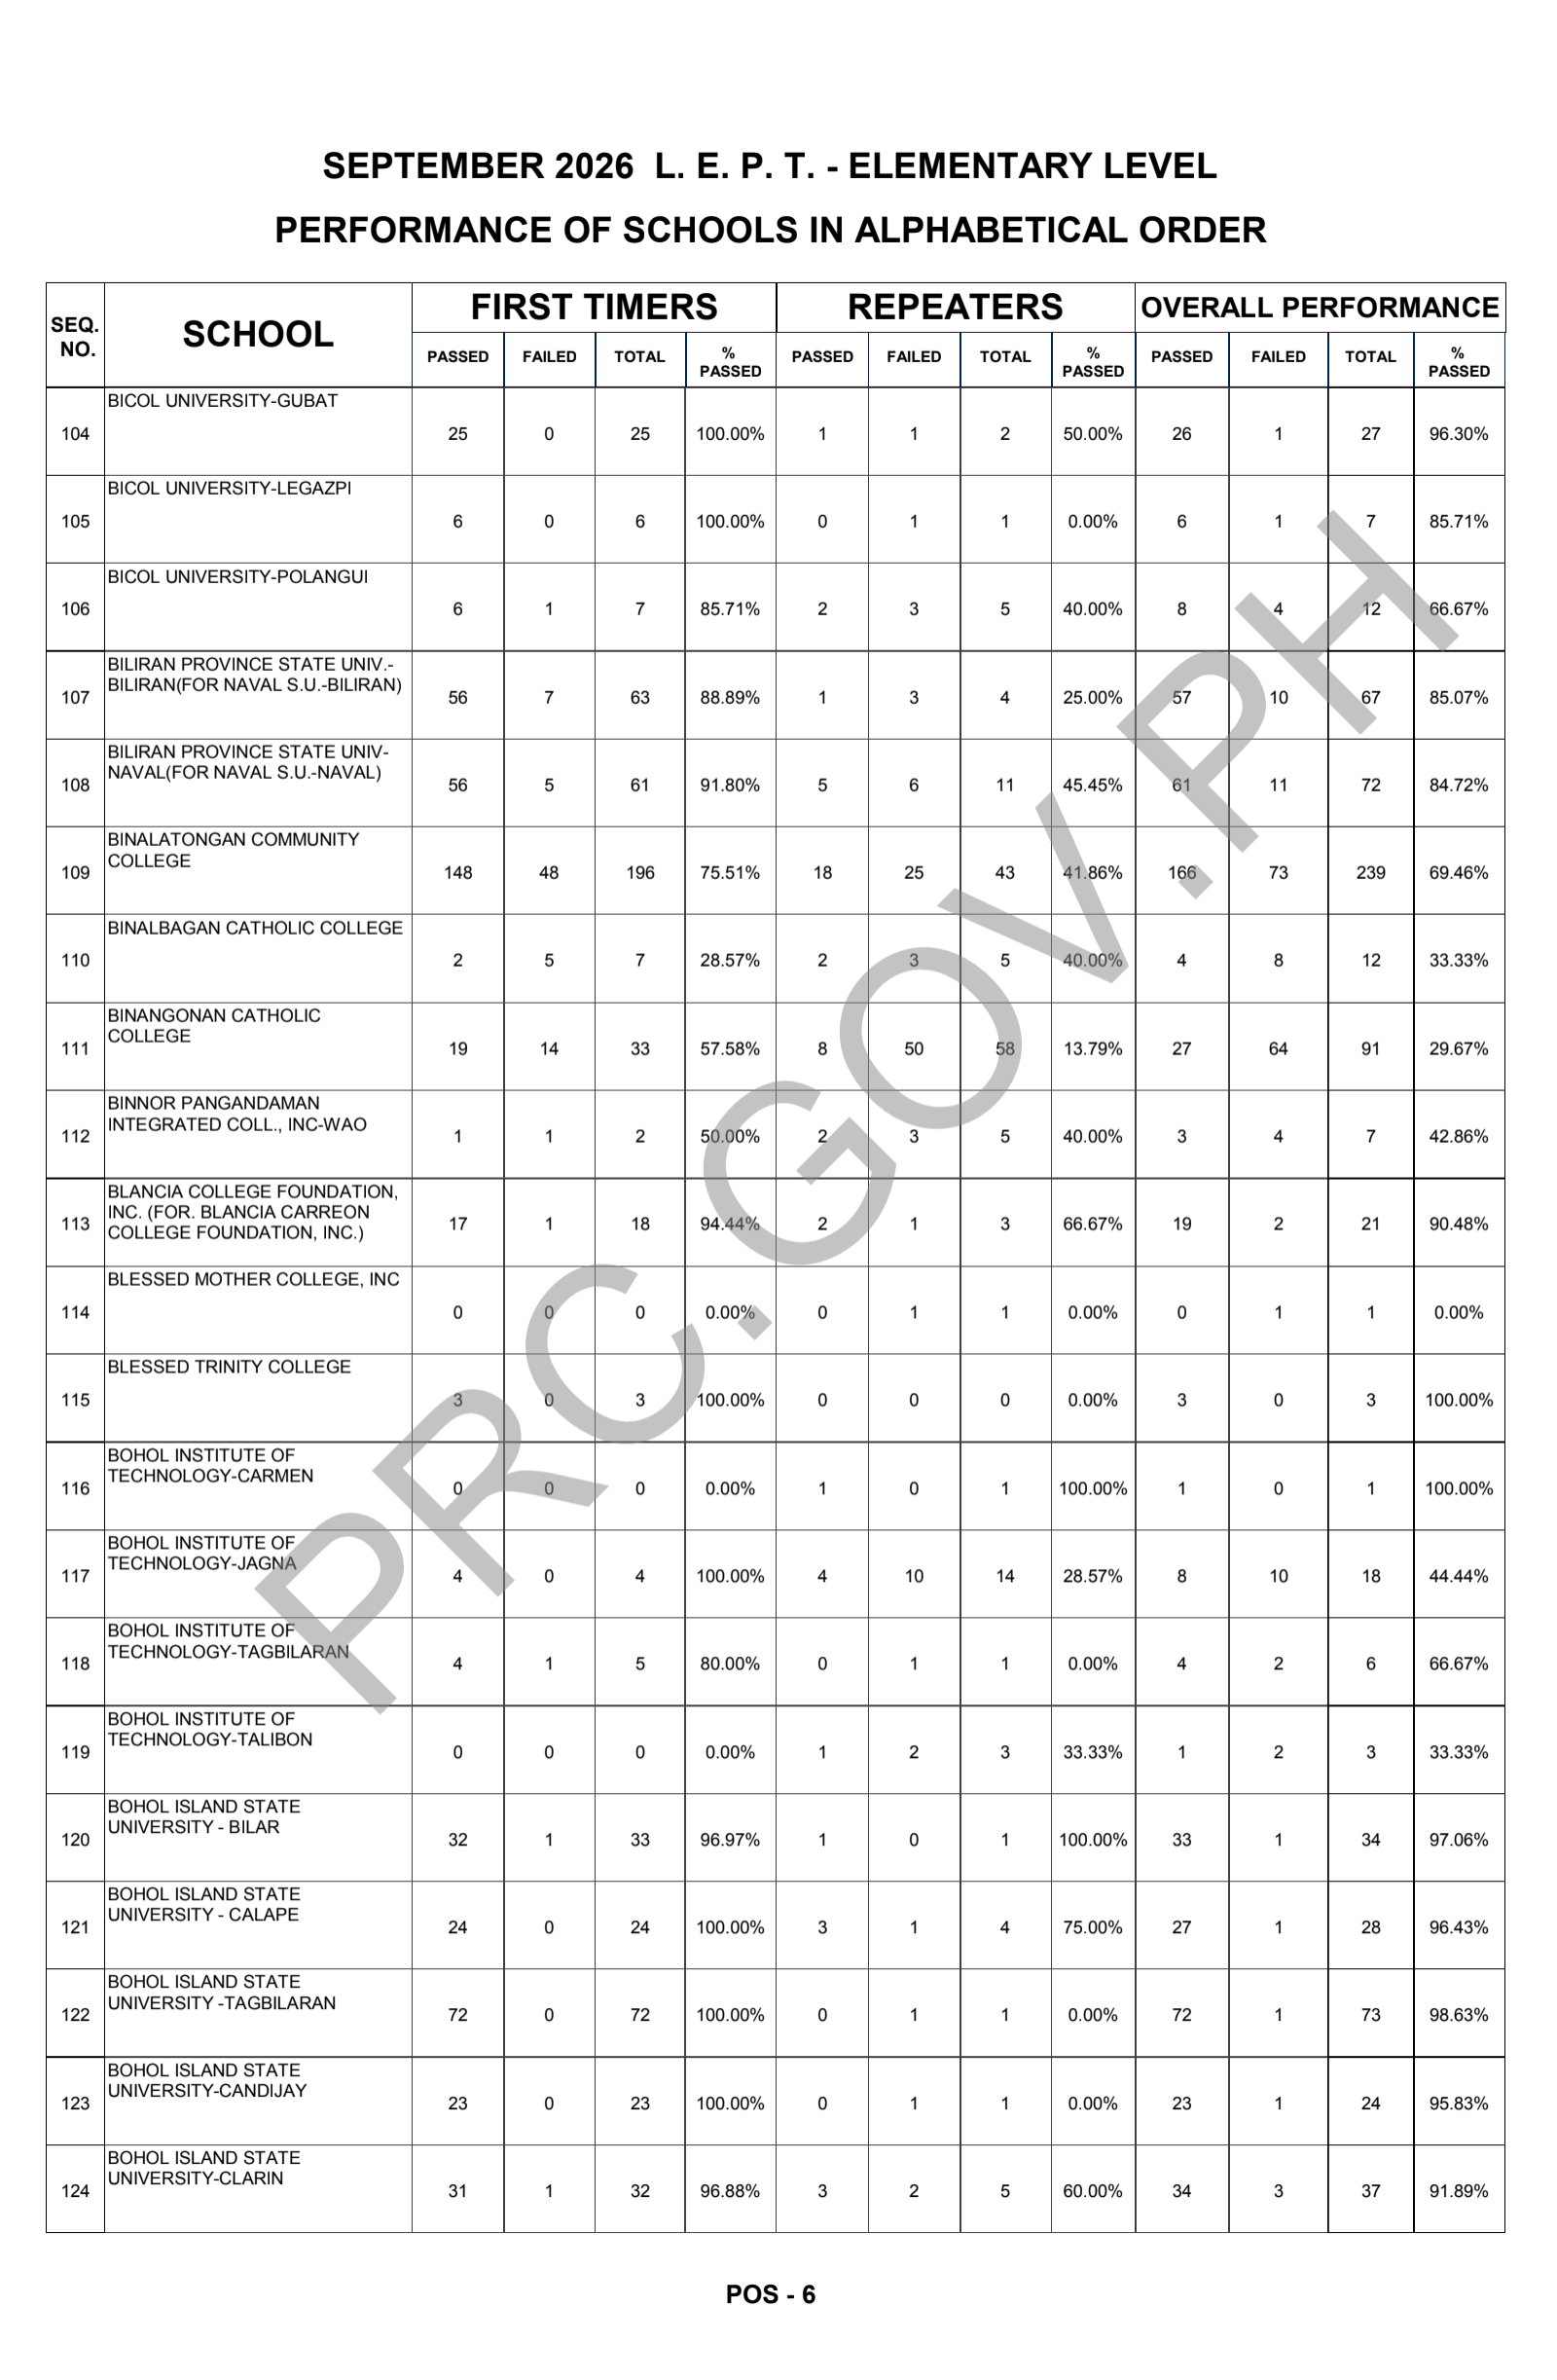 SEPTEMBER 2026 L. E. P. T. - ELEMENTARY LEVEL
PERFORMANCE OF SCHOOLS IN ALPHABETICAL ORDER
SEQ. NO. SCHOOL FIRST TIMERS REPEATERS OVERALL PERFORMANCE
PASSED FAILED TOTAL % PASSED PASSED FAILED TOTAL % PASSED PASSED FAILED TOTAL % PASSED
BICOL UNIVERSITY-GUBAT
104 25 0 25 100.00% 1 1 2 50.00% 26 1 27 96.30%
BICOL UNIVERSITY-LEGAZPI
105 6 0 6 100.00% 0 1 1 0.00% 6 1 7 85.71%
BICOL UNIVERSITY-POLANGUI
106 6 1 7 85.71% 2 3 5 40.00% 8 4 12 66.67%
BILIRAN PROVINCE STATE UNIV.-
BILIRAN(FOR NAVAL S.U.-BILIRAN)
107 56 7 63 88.89% 1 3 4 25.00% 57 10 67 85.07%
BILIRAN PROVINCE STATE UNIV-
NAVAL(FOR NAVAL S.U.-NAVAL)
108 56 5 61 91.80% 5 6 11 45.45% 61 11 72 84.72%
BINALATONGAN COMMUNITY
COLLEGE
109 148 48 196 75.51% 18 25 43 41.86% 166 73 239 69.46%
BINALBAGAN CATHOLIC COLLEGE
110 2 5 7 28.57% 2 3 5 40.00% 4 8 12 33.33%
BINANGONAN CATHOLIC
COLLEGE
111 19 14 33 57.58% 8 50 58 13.79% 27 64 91 29.67%
BINNOR PANGANDAMAN
INTEGRATED COLL., INC-WAO
112 1 1 2 50.00% 2 3 5 40.00% 3 4 7 42.86%
BLANCIA COLLEGE FOUNDATION,
INC. (FOR. BLANCIA CARREON
COLLEGE FOUNDATION, INC.)
113 17 1 18 94.44% 2 1 3 66.67% 19 2 21 90.48%
BLESSED MOTHER COLLEGE, INC
114 0 0 0 0.00% 0 1 1 0.00% 0 1 1 0.00%
BLESSED TRINITY COLLEGE
115 3 0 3 100.00% 0 0 0 0.00% 3 0 3 100.00%
BOHOL INSTITUTE OF
TECHNOLOGY-CARMEN
116 0 0 0 0.00% 1 0 1 100.00% 1 0 1 100.00%
BOHOL INSTITUTE OF
TECHNOLOGY-JAGNA
117 4 0 4 100.00% 4 10 14 28.57% 8 10 18 44.44%
BOHOL INSTITUTE OF
TECHNOLOGY-TAGBILARAN
118 4 1 5 80.00% 0 1 1 0.00% 4 2 6 66.67%
BOHOL INSTITUTE OF
TECHNOLOGY-TALIBON
119 0 0 0 0.00% 1 2 3 33.33% 1 2 3 33.33%
BOHOL ISLAND STATE
UNIVERSITY - BILAR
120 32 1 33 96.97% 1 0 1 100.00% 33 1 34 97.06%
BOHOL ISLAND STATE
UNIVERSITY - CALAPE
121 24 0 24 100.00% 3 1 4 75.00% 27 1 28 96.43%
BOHOL ISLAND STATE
UNIVERSITY -TAGBILARAN
122 72 0 72 100.00% 0 1 1 0.00% 72 1 73 98.63%
BOHOL ISLAND STATE
UNIVERSITY-CANDIJAY
123 23 0 23 100.00% 0 1 1 0.00% 23 1 24 95.83%
BOHOL ISLAND STATE
UNIVERSITY-CLARIN
124 31 1 32 96.88% 3 2 5 60.00% 34 3 37 91.89%
PRC.GOV.PH
POS - 6